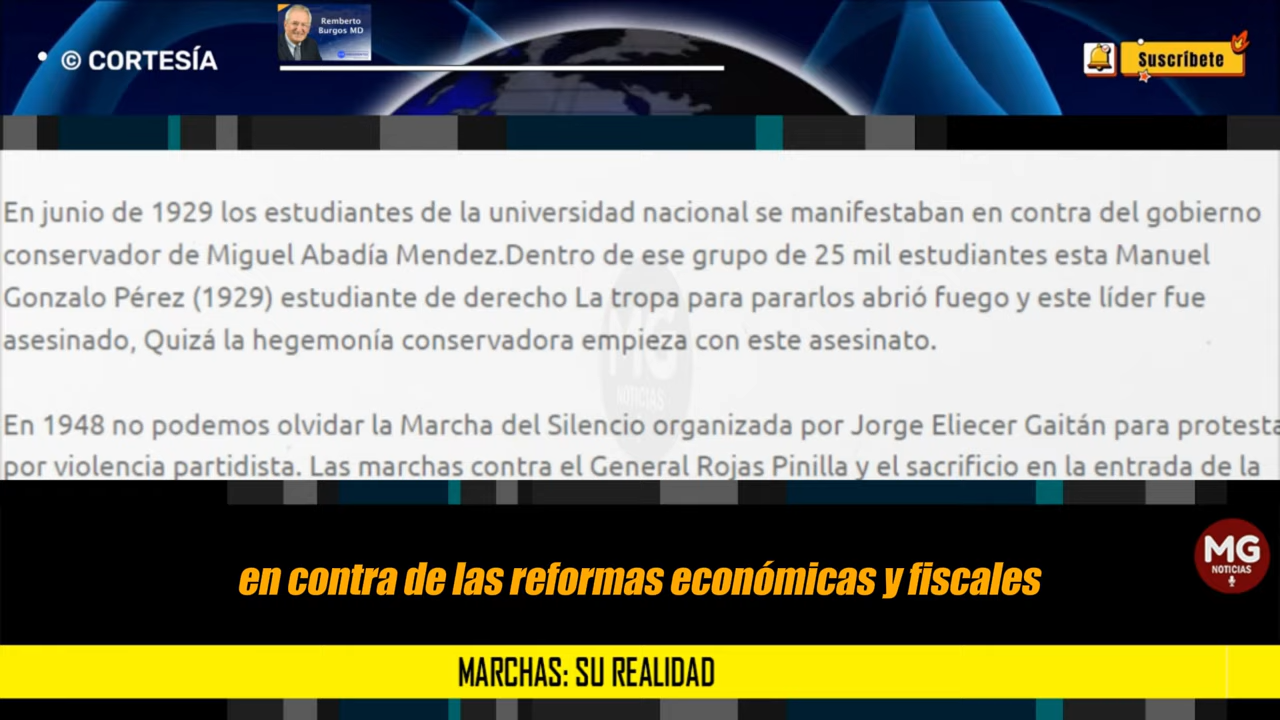 © CORTESÍA
Remberto
Burgos MD
Suscríbete
En junio de 1929 los estudiantes de la universidad nacional se manifestaban en contra del gobierno
conservador de Miguel Abadía Mendez.Dentro de ese grupo de 25 mil estudiantes esta Manuel
Gonzalo Pérez (1929) estudiante de derecho La tropa para pararlos abrió fuego y este líder fue
asesinado, Quizá la hegemonía conservadora empieza con este asesinato.
En 1948 no podemos olvidar la Marcha del Silencio organizada por Jorge Eliecer Gaitán para protesta
por violencia partidista. Las marchas contra el General Rojas Pinilla y el sacrificio en la entrada de la
MG
NOTICIAS
en contra de las reformas económicas y fiscales
MG
NOTICIAS
MARCHAS: SU REALIDAD